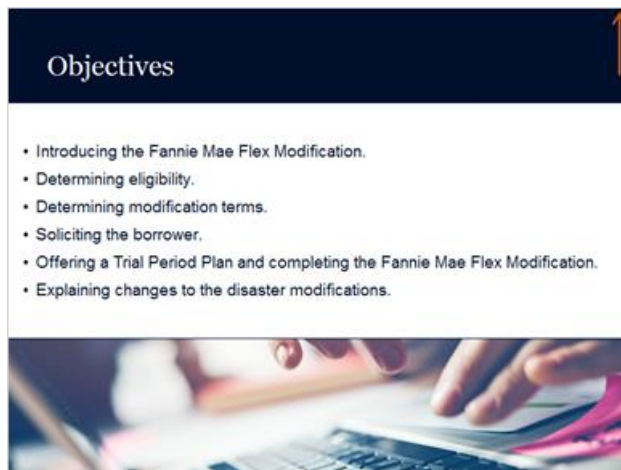 Objectives
• Introducing the Fannie Mae Flex Modification.
• Determining eligibility.
• Determining modification terms.
• Soliciting the borrower.
• Offering a Trial Period Plan and completing the Fannie Mae Flex Modification.
• Explaining changes to the disaster modifications.